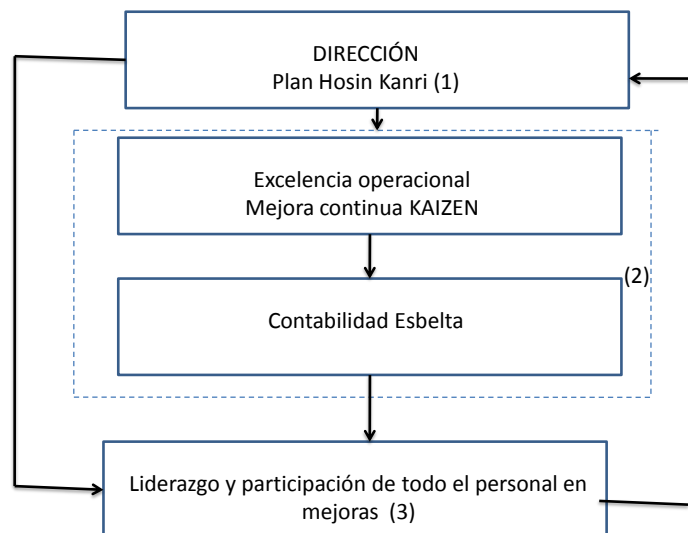 DIRECCIÓN
Plan Hosin Kanri (1)
Excelencia operacional
Mejora continua KAIZEN
(2)
Contabilidad Esbelta
Liderazgo y participación de todo el personal en
mejoras (3)